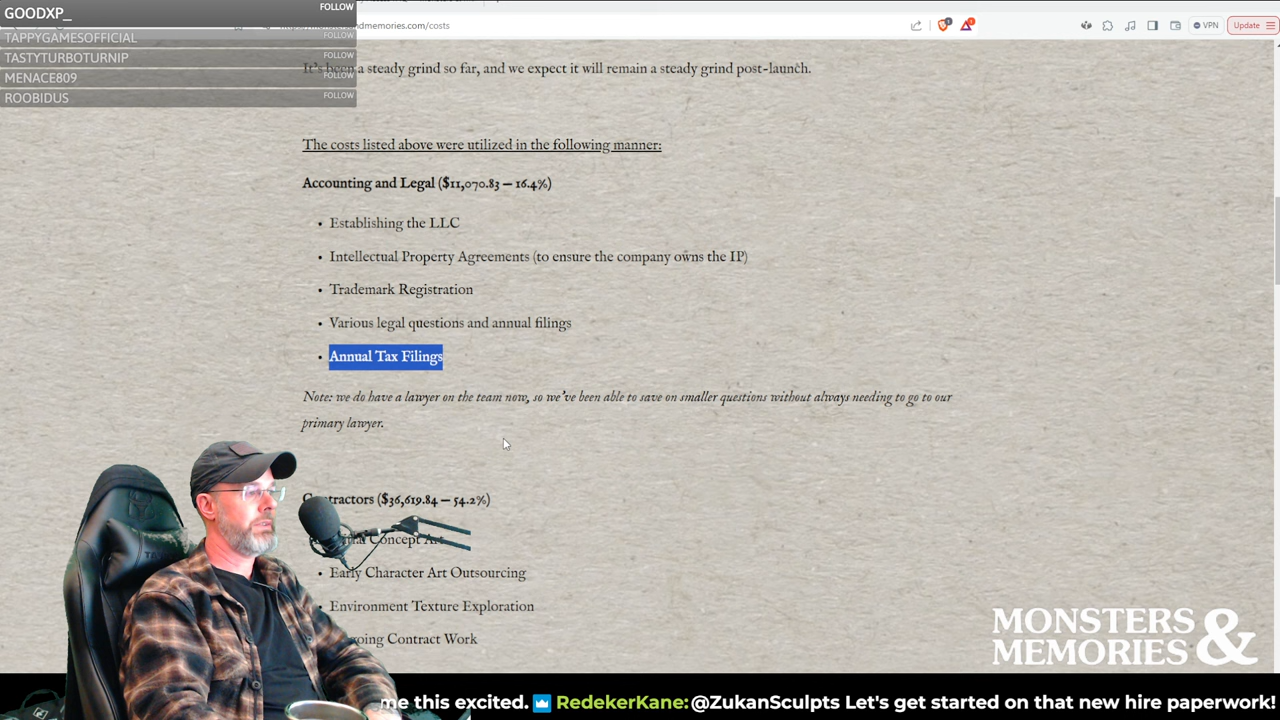 GOODXP_ FOLLOW
TAPPYGAMESOFFICIAL FOLLOW
TASTYTURBOTURNIP FOLLOW
MENACE809 FOLLOW
ROOBIDUS FOLLOW
ndmemories.com/costs
VPN
Update
It's been a steady grind so far, and we expect it will remain a steady grind post-launch.
The costs listed above were utilized in the following manner:
Accounting and Legal ($11,070.83 – 16.4%)
• Establishing the LLC
• Intellectual Property Agreements (to ensure the company owns the IP)
• Trademark Registration
• Various legal questions and annual filings
• Annual Tax Filings
Note: we do have a lawyer on the team now, so we've been able to save on smaller questions without always needing to go to our
primary lawyer.
Contractors ($36,619.84 – 54.2%)
Concept Art
Early Character Art Outsourcing
• Environment Texture Exploration
going Contract Work
MONSTERS
& MEMORIES
me this excited. RedekerKane: @ZukanSculpts Let's get started on that new hire paperwork!